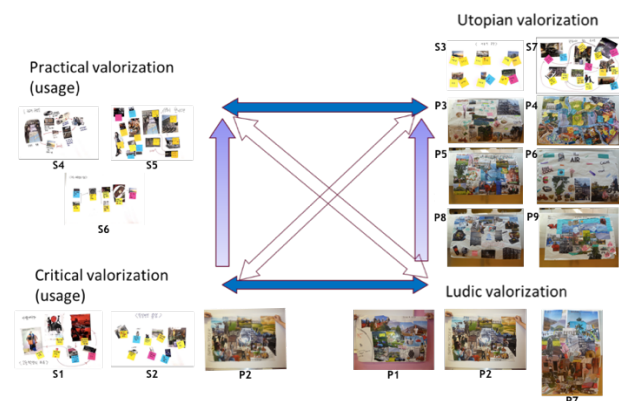 Utopian valorization
Practical valorization
(usage)
S3
S7
P3
P4
S4
S5
P5
P6
S6
P8
P9
Critical valorization
(usage)
Ludic valorization
S1
S2
P2
P1
P2
P7